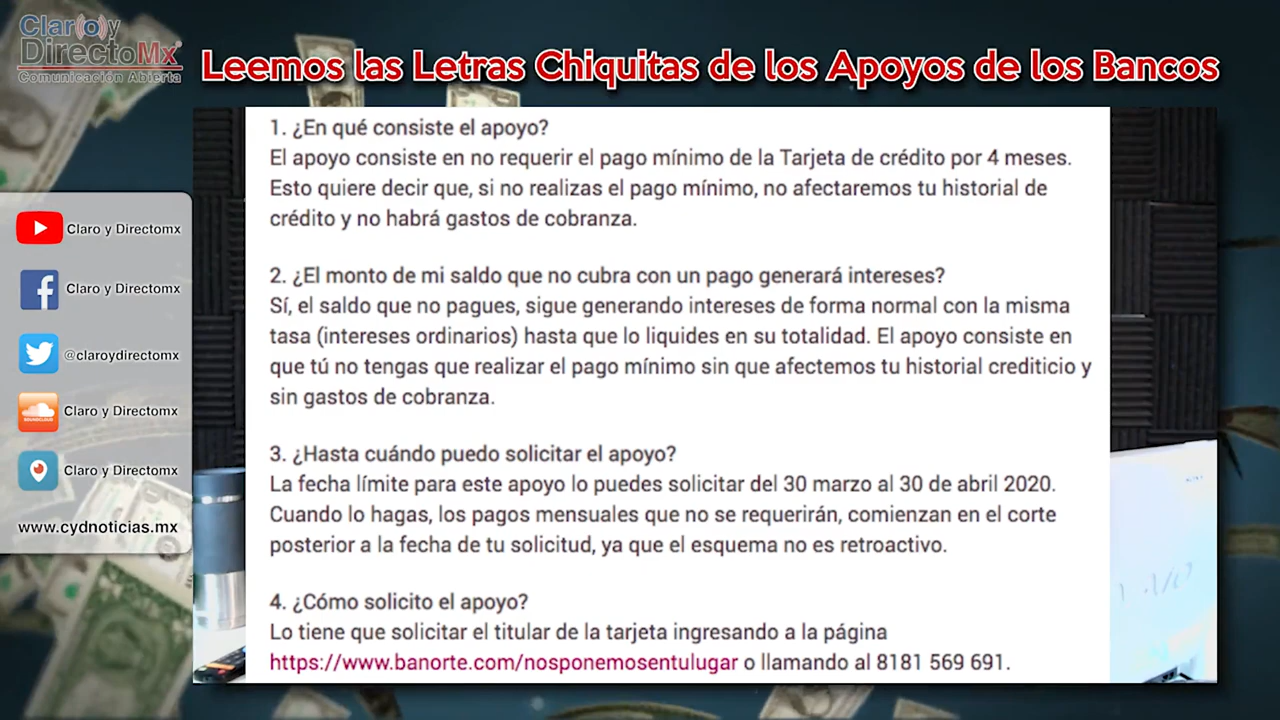 Claro y
DirectoMx
Comunicación Abierta
Leemos las Letras Chiquitas de los Apoyos de los Bancos
Claro y Directomx
Claro y Directomx
@claroydirectomx
SOUNDCLOUD
Claro y Directomx
Claro y Directomx
www.cydnoticias.mx
1. ¿En qué consiste el apoyo?
El apoyo consiste en no requerir el pago mínimo de la Tarjeta de crédito por 4 meses.
Esto quiere decir que, si no realizas el pago mínimo, no afectaremos tu historial de
crédito y no habrá gastos de cobranza.
2. ¿El monto de mi saldo que no cubra con un pago generará intereses?
Sí, el saldo que no pagues, sigue generando intereses de forma normal con la misma
tasa (intereses ordinarios) hasta que lo liquides en su totalidad. El apoyo consiste en
que tú no tengas que realizar el pago mínimo sin que afectemos tu historial crediticio y
sin gastos de cobranza.
3. ¿Hasta cuándo puedo solicitar el apoyo?
La fecha límite para este apoyo lo puedes solicitar del 30 marzo al 30 de abril 2020.
Cuando lo hagas, los pagos mensuales que no se requerirán, comienzan en el corte
posterior a la fecha de tu solicitud, ya que el esquema no es retroactivo.
4. ¿Cómo solicito el apoyo?
Lo tiene que solicitar el titular de la tarjeta ingresando a la página
https://www.banorte.com/nosponemosentulugar o llamando al 8181 569 691.